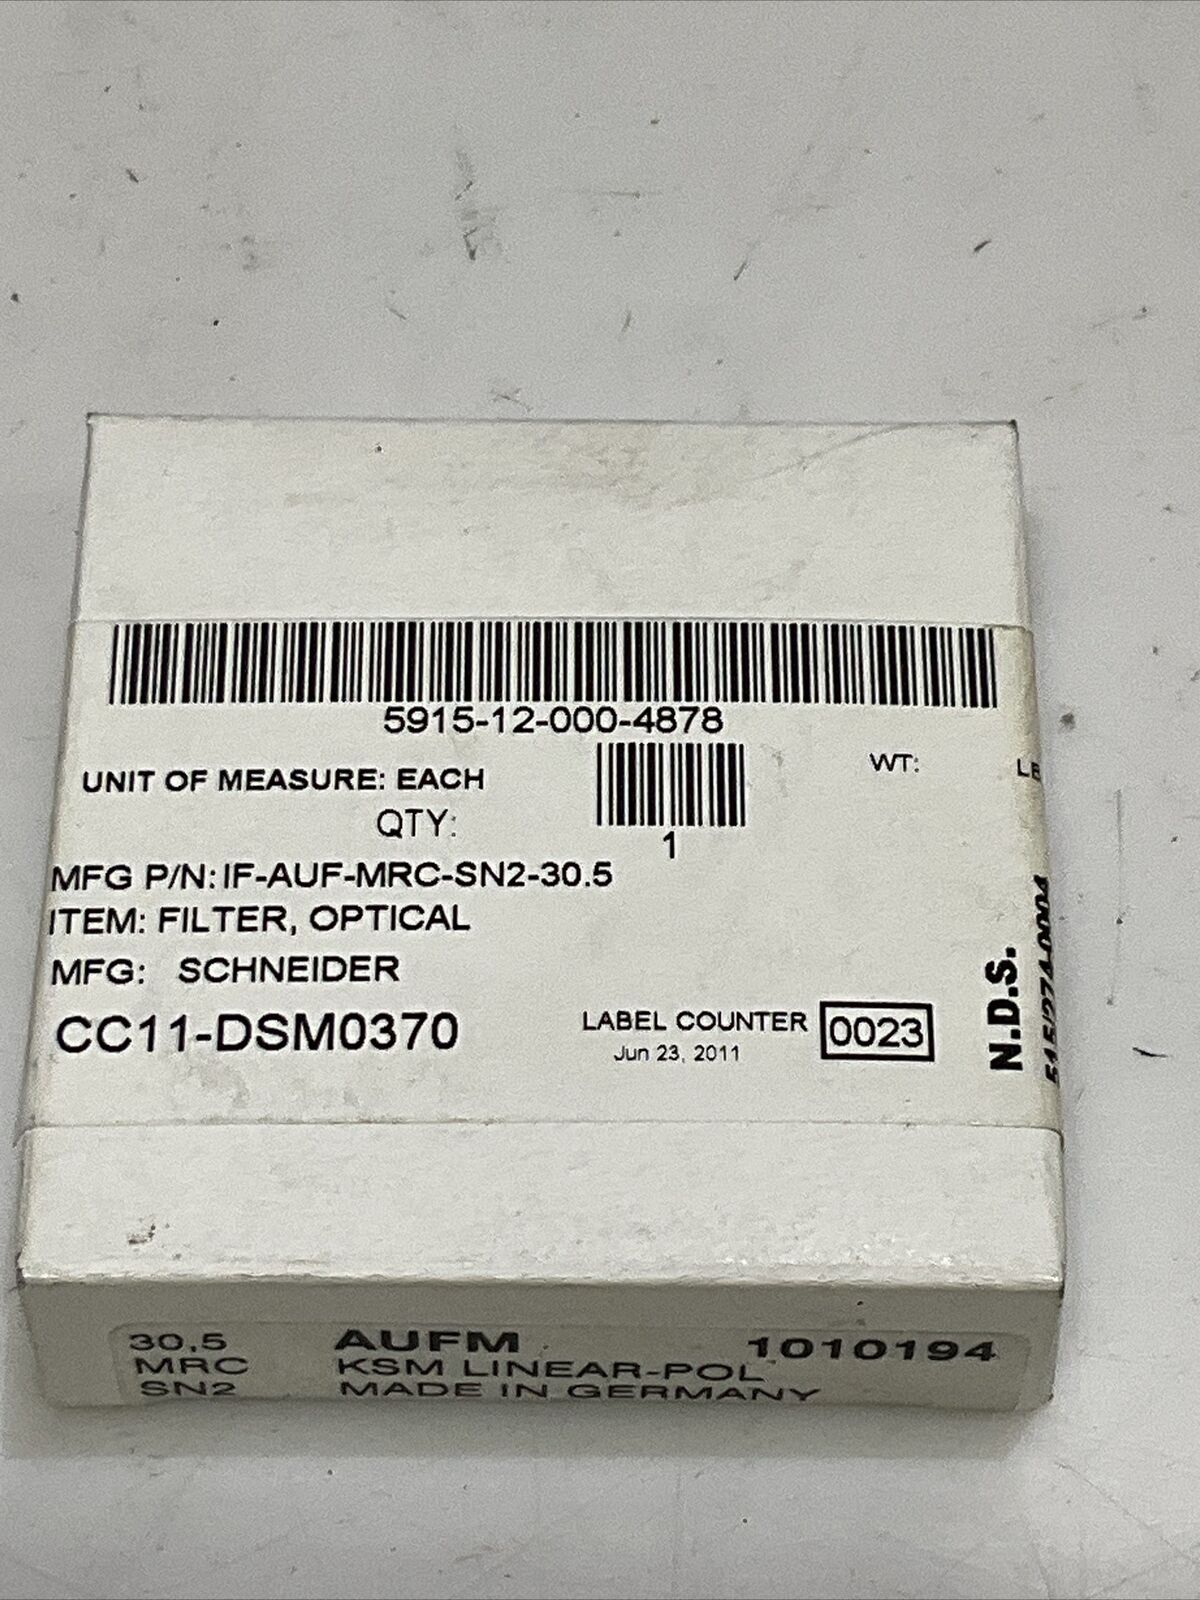 5915-12-000-4878
UNIT OF MEASURE: EACH
WT:
QTY:
1
MFG P/N: IF-AUF-MRC-SN2-30.5
ITEM: FILTER, OPTICAL
MFG: SCHNEIDER
CC11-DSM0370
LABEL COUNTER 0023
Jun 23, 2011
N.D.S.
30,5 AUFM 1010194
MRC KSM LINEAR-POL
SN2 MADE IN GERMANY